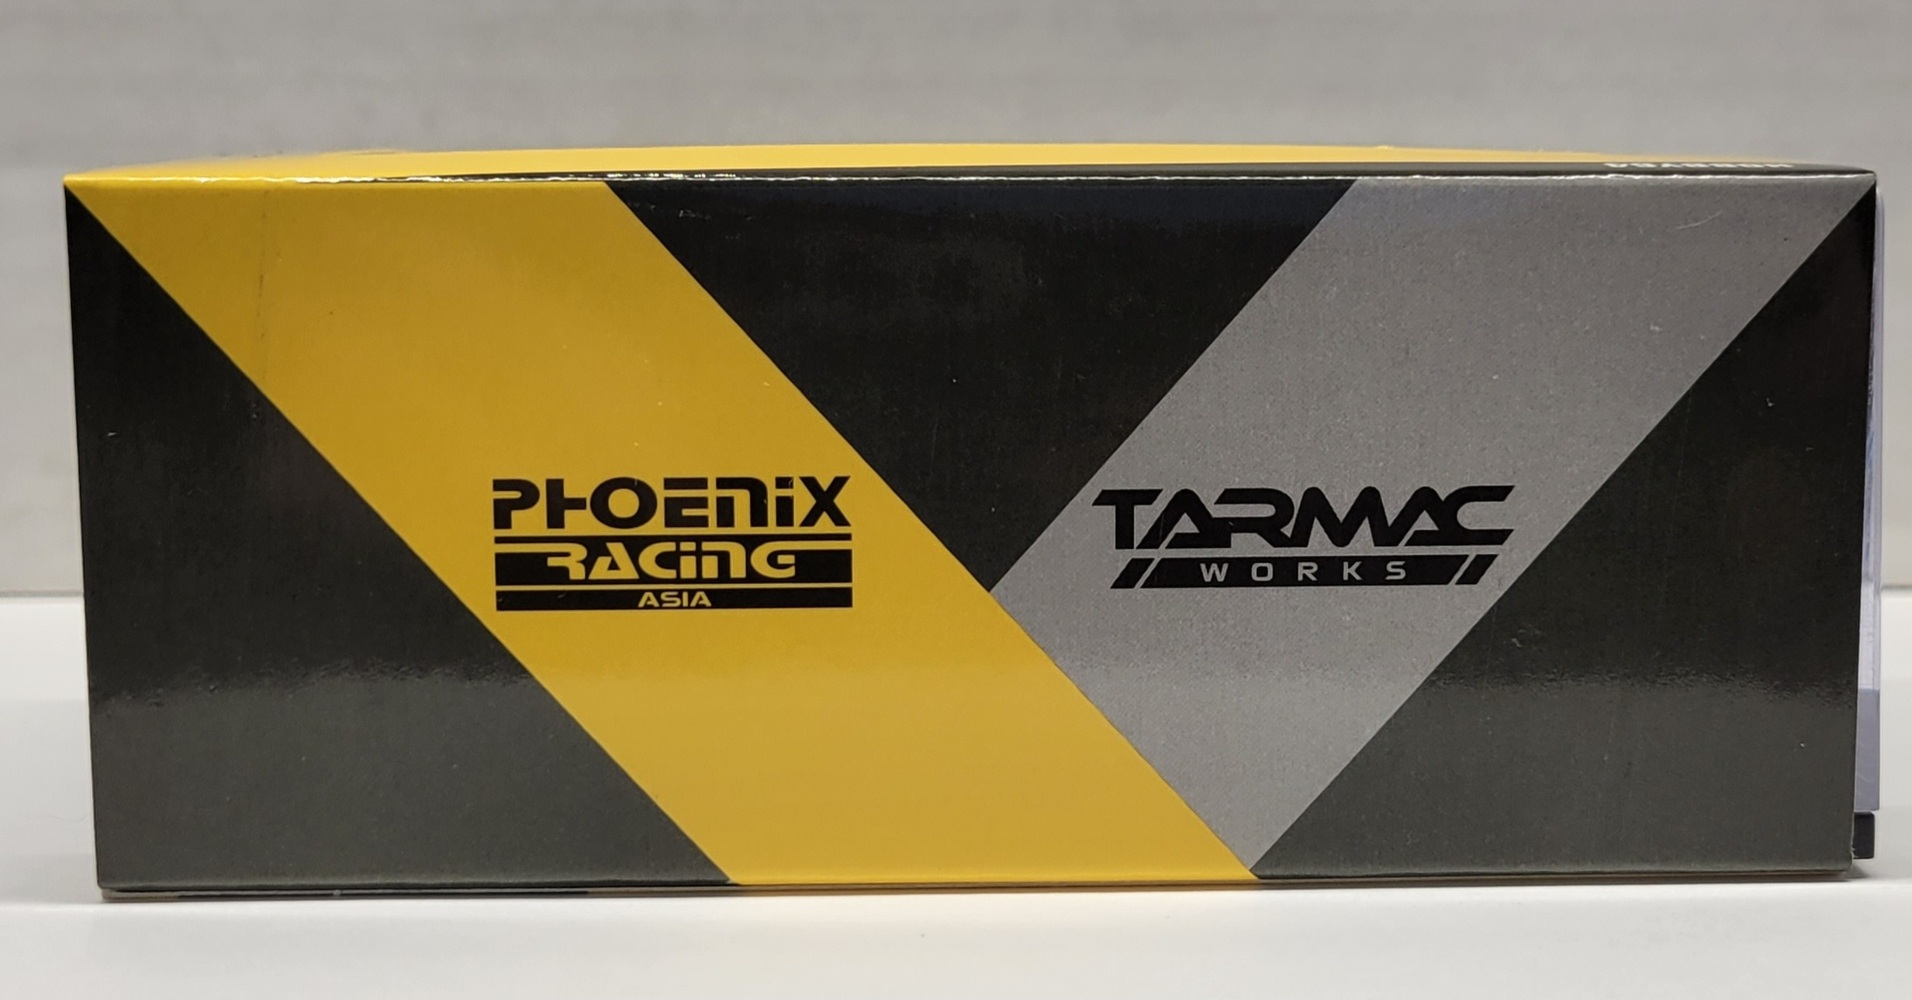 PHOENIX
RACING
ASIA
TARMAC
WORKS